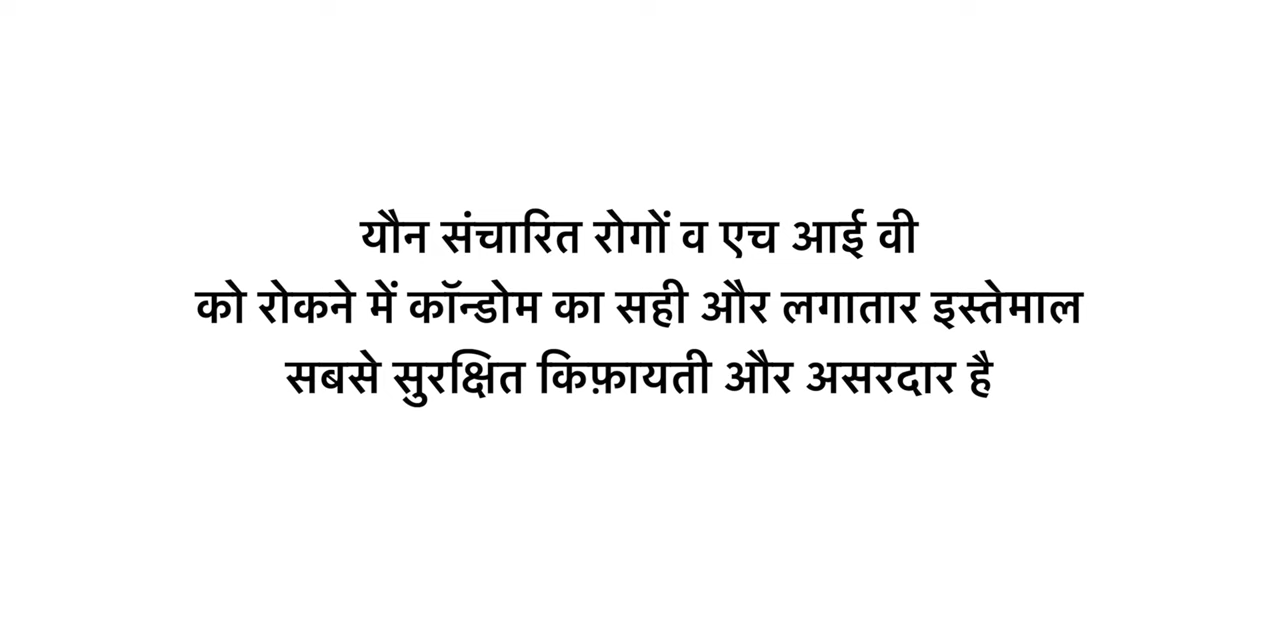 यौन संचारित रोगों व एच आई वी
को रोकने में कॉन्डोम का सही और लगातार इस्तेमाल
सबसे सुरक्षित किफ़ायती और असरदार है